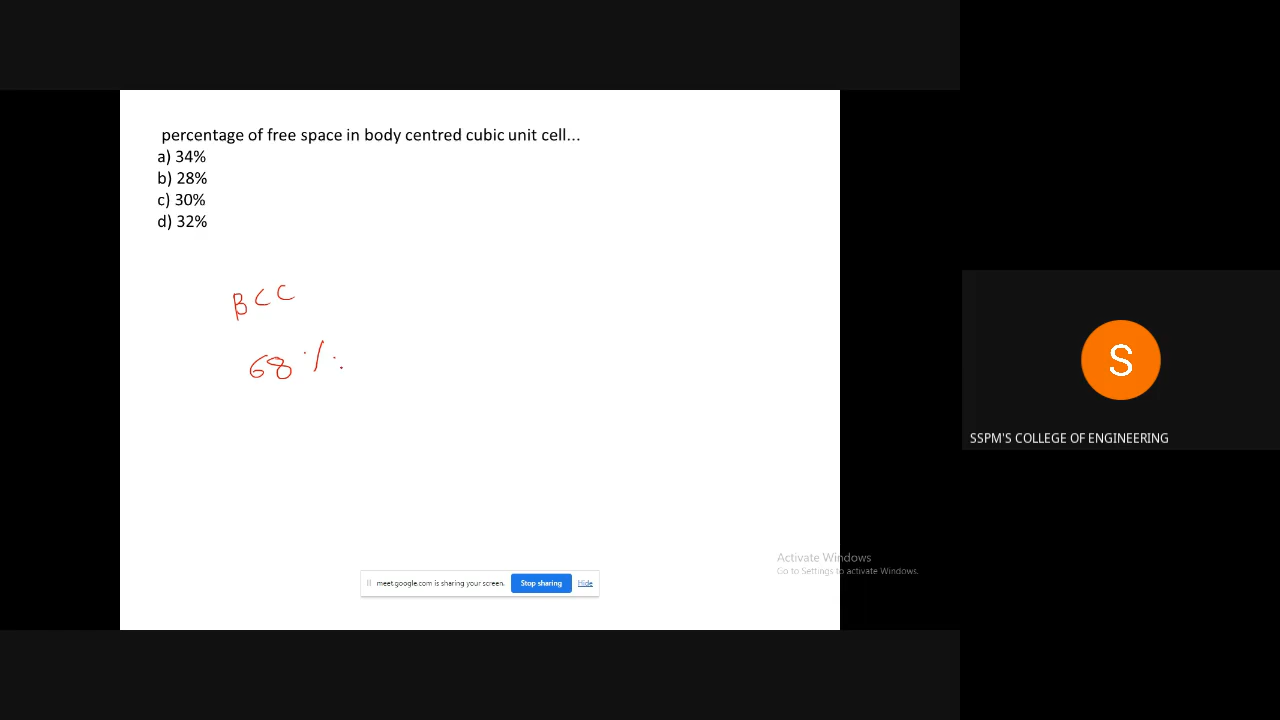 percentage of free space in body centred cubic unit cell...
a) 34%
b) 28%
c) 30%
d) 32%
BCC
68%
S
SSPM'S COLLEGE OF ENGINEERING
Activate Windows
Go to Settings to activate Windows.
meet.google.com is sharing your screen. Stop sharing Hide